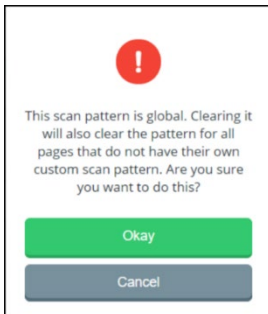 !
This scan pattern is global. Clearing it
will also clear the pattern for all
pages that do not have their own
custom scan pattern. Are you sure
you want to do this?
Okay
Cancel